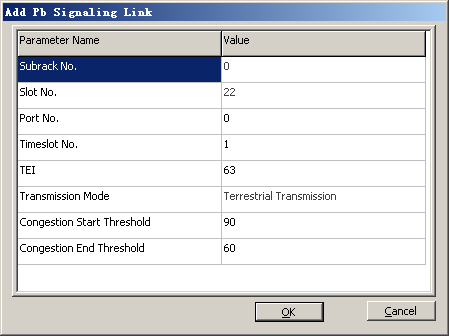 Add Pb Signaling Link
Parameter Name Value
Subrack No. 0
Slot No. 22
Port No. 0
Timeslot No. 1
TEI 63
Transmission Mode Terrestrial Transmission
Congestion Start Threshold 90
Congestion End Threshold 60
OK Cancel